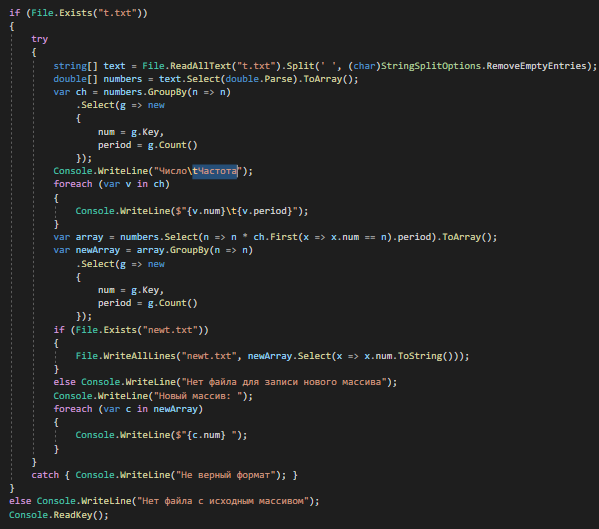 if (File.Exists("t.txt"))
{
    try
    {
        string[] text = File.ReadAllText("t.txt").Split(' ', (char)StringSplitOptions.RemoveEmptyEntries);
        double[] numbers = text.Select(double.Parse).ToArray();
        var ch = numbers.GroupBy(n => n)
            .Select(g => new
            {
                num = g.Key,
                period = g.Count()
            });
        Console.WriteLine("Число\tЧастота");
        foreach (var v in ch)
        {
            Console.WriteLine($"{v.num}\t{v.period}");
        }
        var array = numbers.Select(n => n * ch.First(x => x.num == n).period).ToArray();
        var newArray = array.GroupBy(n => n)
            .Select(g => new
            {
                num = g.Key,
                period = g.Count()
            });
        if (File.Exists("newt.txt"))
        {
            File.WriteAllLines("newt.txt", newArray.Select(x => x.num.ToString()));
        }
        else Console.WriteLine("Нет файла для записи нового массива");
        Console.WriteLine("Новый массив: ");
        foreach (var c in newArray)
        {
            Console.WriteLine($"{c.num} ");
        }
    }
    catch { Console.WriteLine("Не верный формат"); }
}
else Console.WriteLine("Нет файла с исходным массивом");
Console.ReadKey();